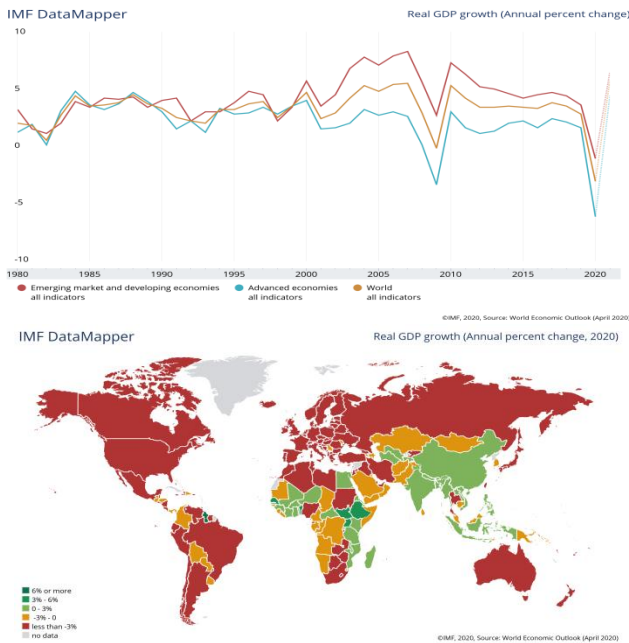 IMF DataMapper
Real GDP growth (Annual percent change)
10
5
0
-5
-10
1980 1985 1990 1995 2000 2005 2010 2015 2020
Emerging market and developing economies
all indicators
Advanced economies
all indicators
World
all indicators
©IMF, 2020, Source: World Economic Outlook (April 2020)
IMF DataMapper
Real GDP growth (Annual percent change, 2020)
6% or more
3% - 6%
0 - 3%
-3% - 0
less than -3%
no data
©IMF, 2020, Source: World Economic Outlook (April 2020)